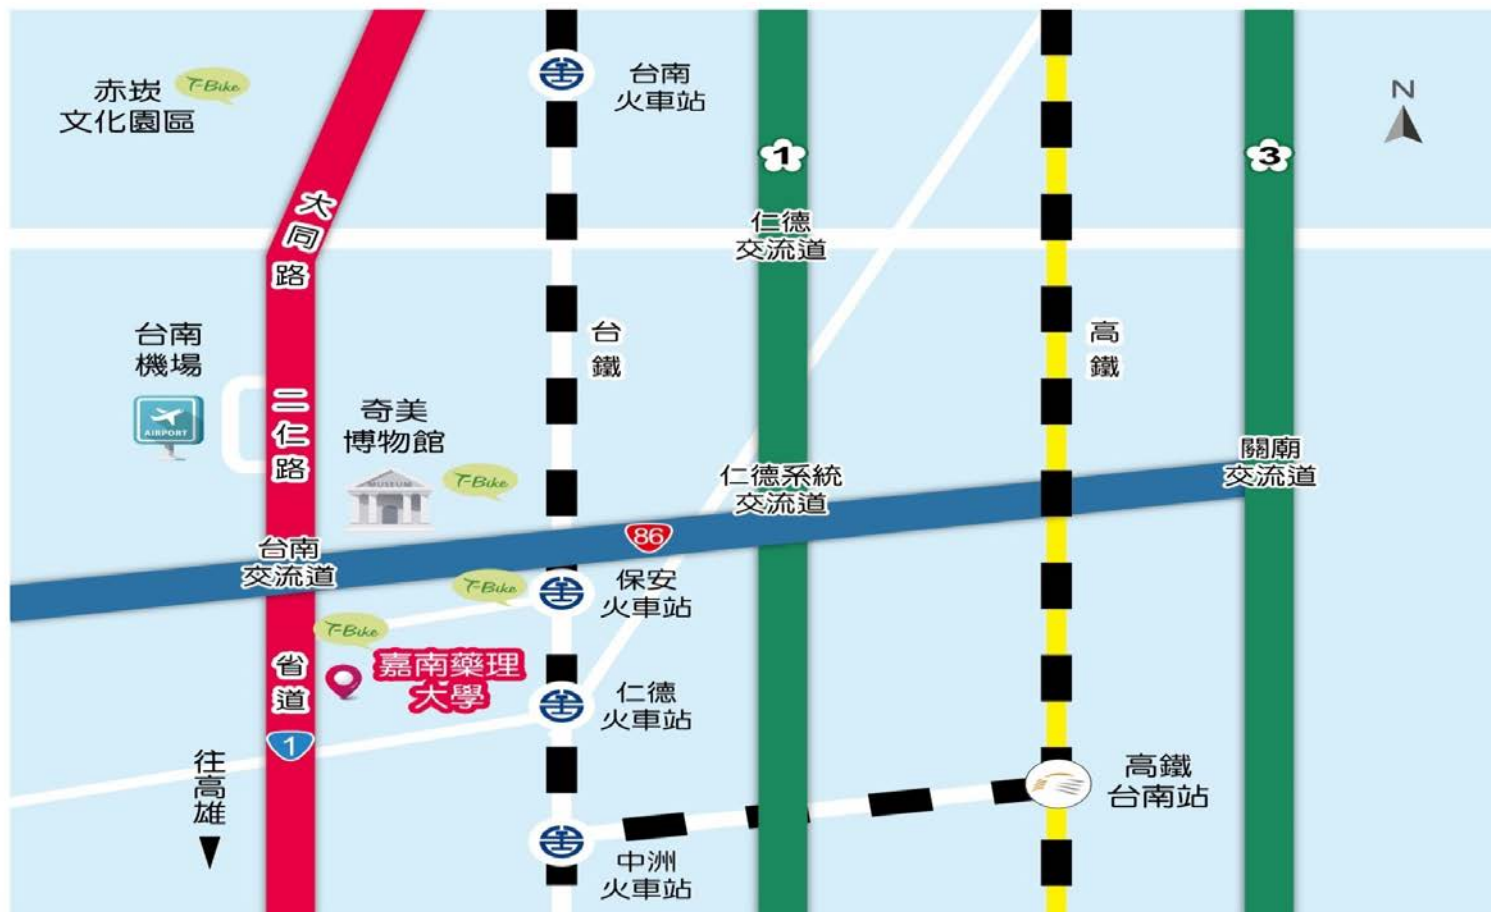 赤崁
文化園區
T-Bike
台南
火車站
N
1
3
大同路
仁德
交流道
台鐵
高鐵
台南
機場
AIRPORT
二仁路
奇美
博物館
MUSEUM
T-Bike
仁德系統
交流道
關廟
交流道
86
台南
交流道
T-Bike
保安
火車站
T-Bike
嘉南藥理
大學
省道
1
仁德
火車站
往高雄
高鐵
台南站
中洲
火車站